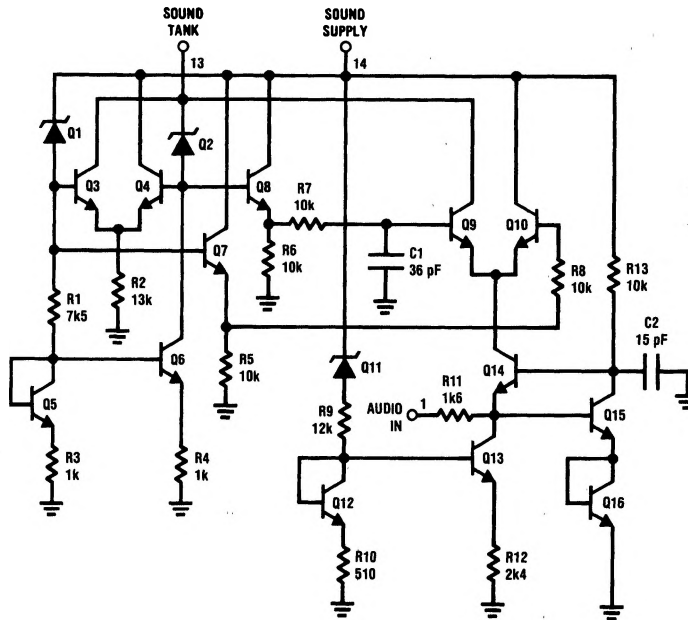 SOUND
TANK
13
SOUND
SUPPLY
14
Q1
Q2
Q3
Q4
Q8
R7
10k
Q9
Q10
R6
10k
C1
36 pF
R8
10k
R13
10k
Q7
R2
13k
R1
7k5
Q6
R5
10k
Q11
Q14
C2
15 pF
R9
12k
AUDIO
IN
1
R11
1k6
Q15
Q5
Q13
R3
1k
R4
1k
Q12
Q16
R10
510
R12
2k4